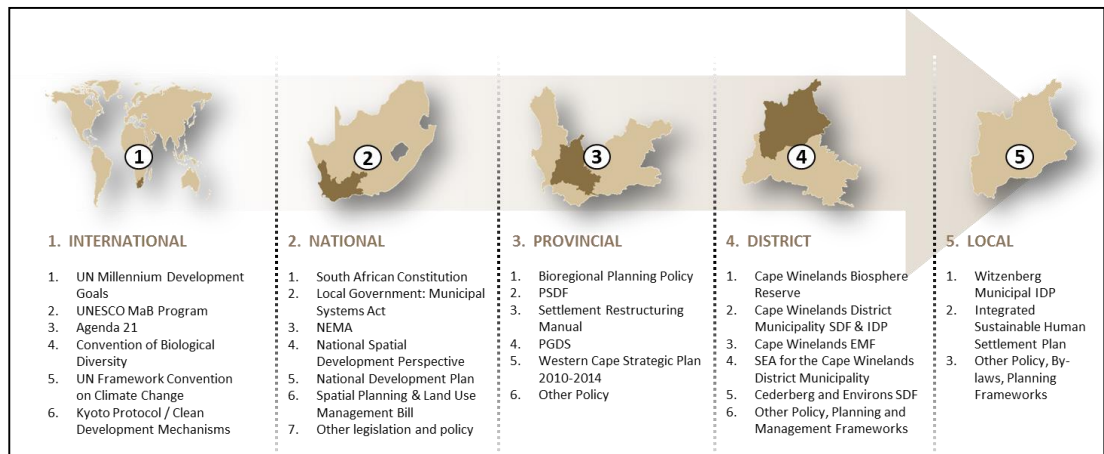 1
2
3
4
5
1. INTERNATIONAL
1. UN Millennium Development
Goals
2. UNESCO MaB Program
3. Agenda 21
4. Convention of Biological
Diversity
5. UN Framework Convention
on Climate Change
6. Kyoto Protocol / Clean
Development Mechanisms
2. NATIONAL
1. South African Constitution
2. Local Government: Municipal
Systems Act
3. NEMA
4. National Spatial
Development Perspective
5. National Development Plan
6. Spatial Planning & Land Use
Management Bill
7. Other legislation and policy
3. PROVINCIAL
1. Bioregional Planning Policy
2. PSDF
3. Settlement Restructuring
Manual
4. PGDS
5. Western Cape Strategic Plan
2010-2014
6. Other Policy
4. DISTRICT
1. Cape Winelands Biosphere
Reserve
2. Cape Winelands District
Municipality SDF & IDP
3. Cape Winelands EMF
4. SEA for the Cape Winelands
District Municipality
5. Cederberg and Environs SDF
6. Other Policy, Planning and
Management Frameworks
5. LOCAL
1. Witzenberg
Municipal IDP
2. Integrated
Sustainable Human
Settlement Plan
3. Other Policy, By-
laws, Planning
Frameworks